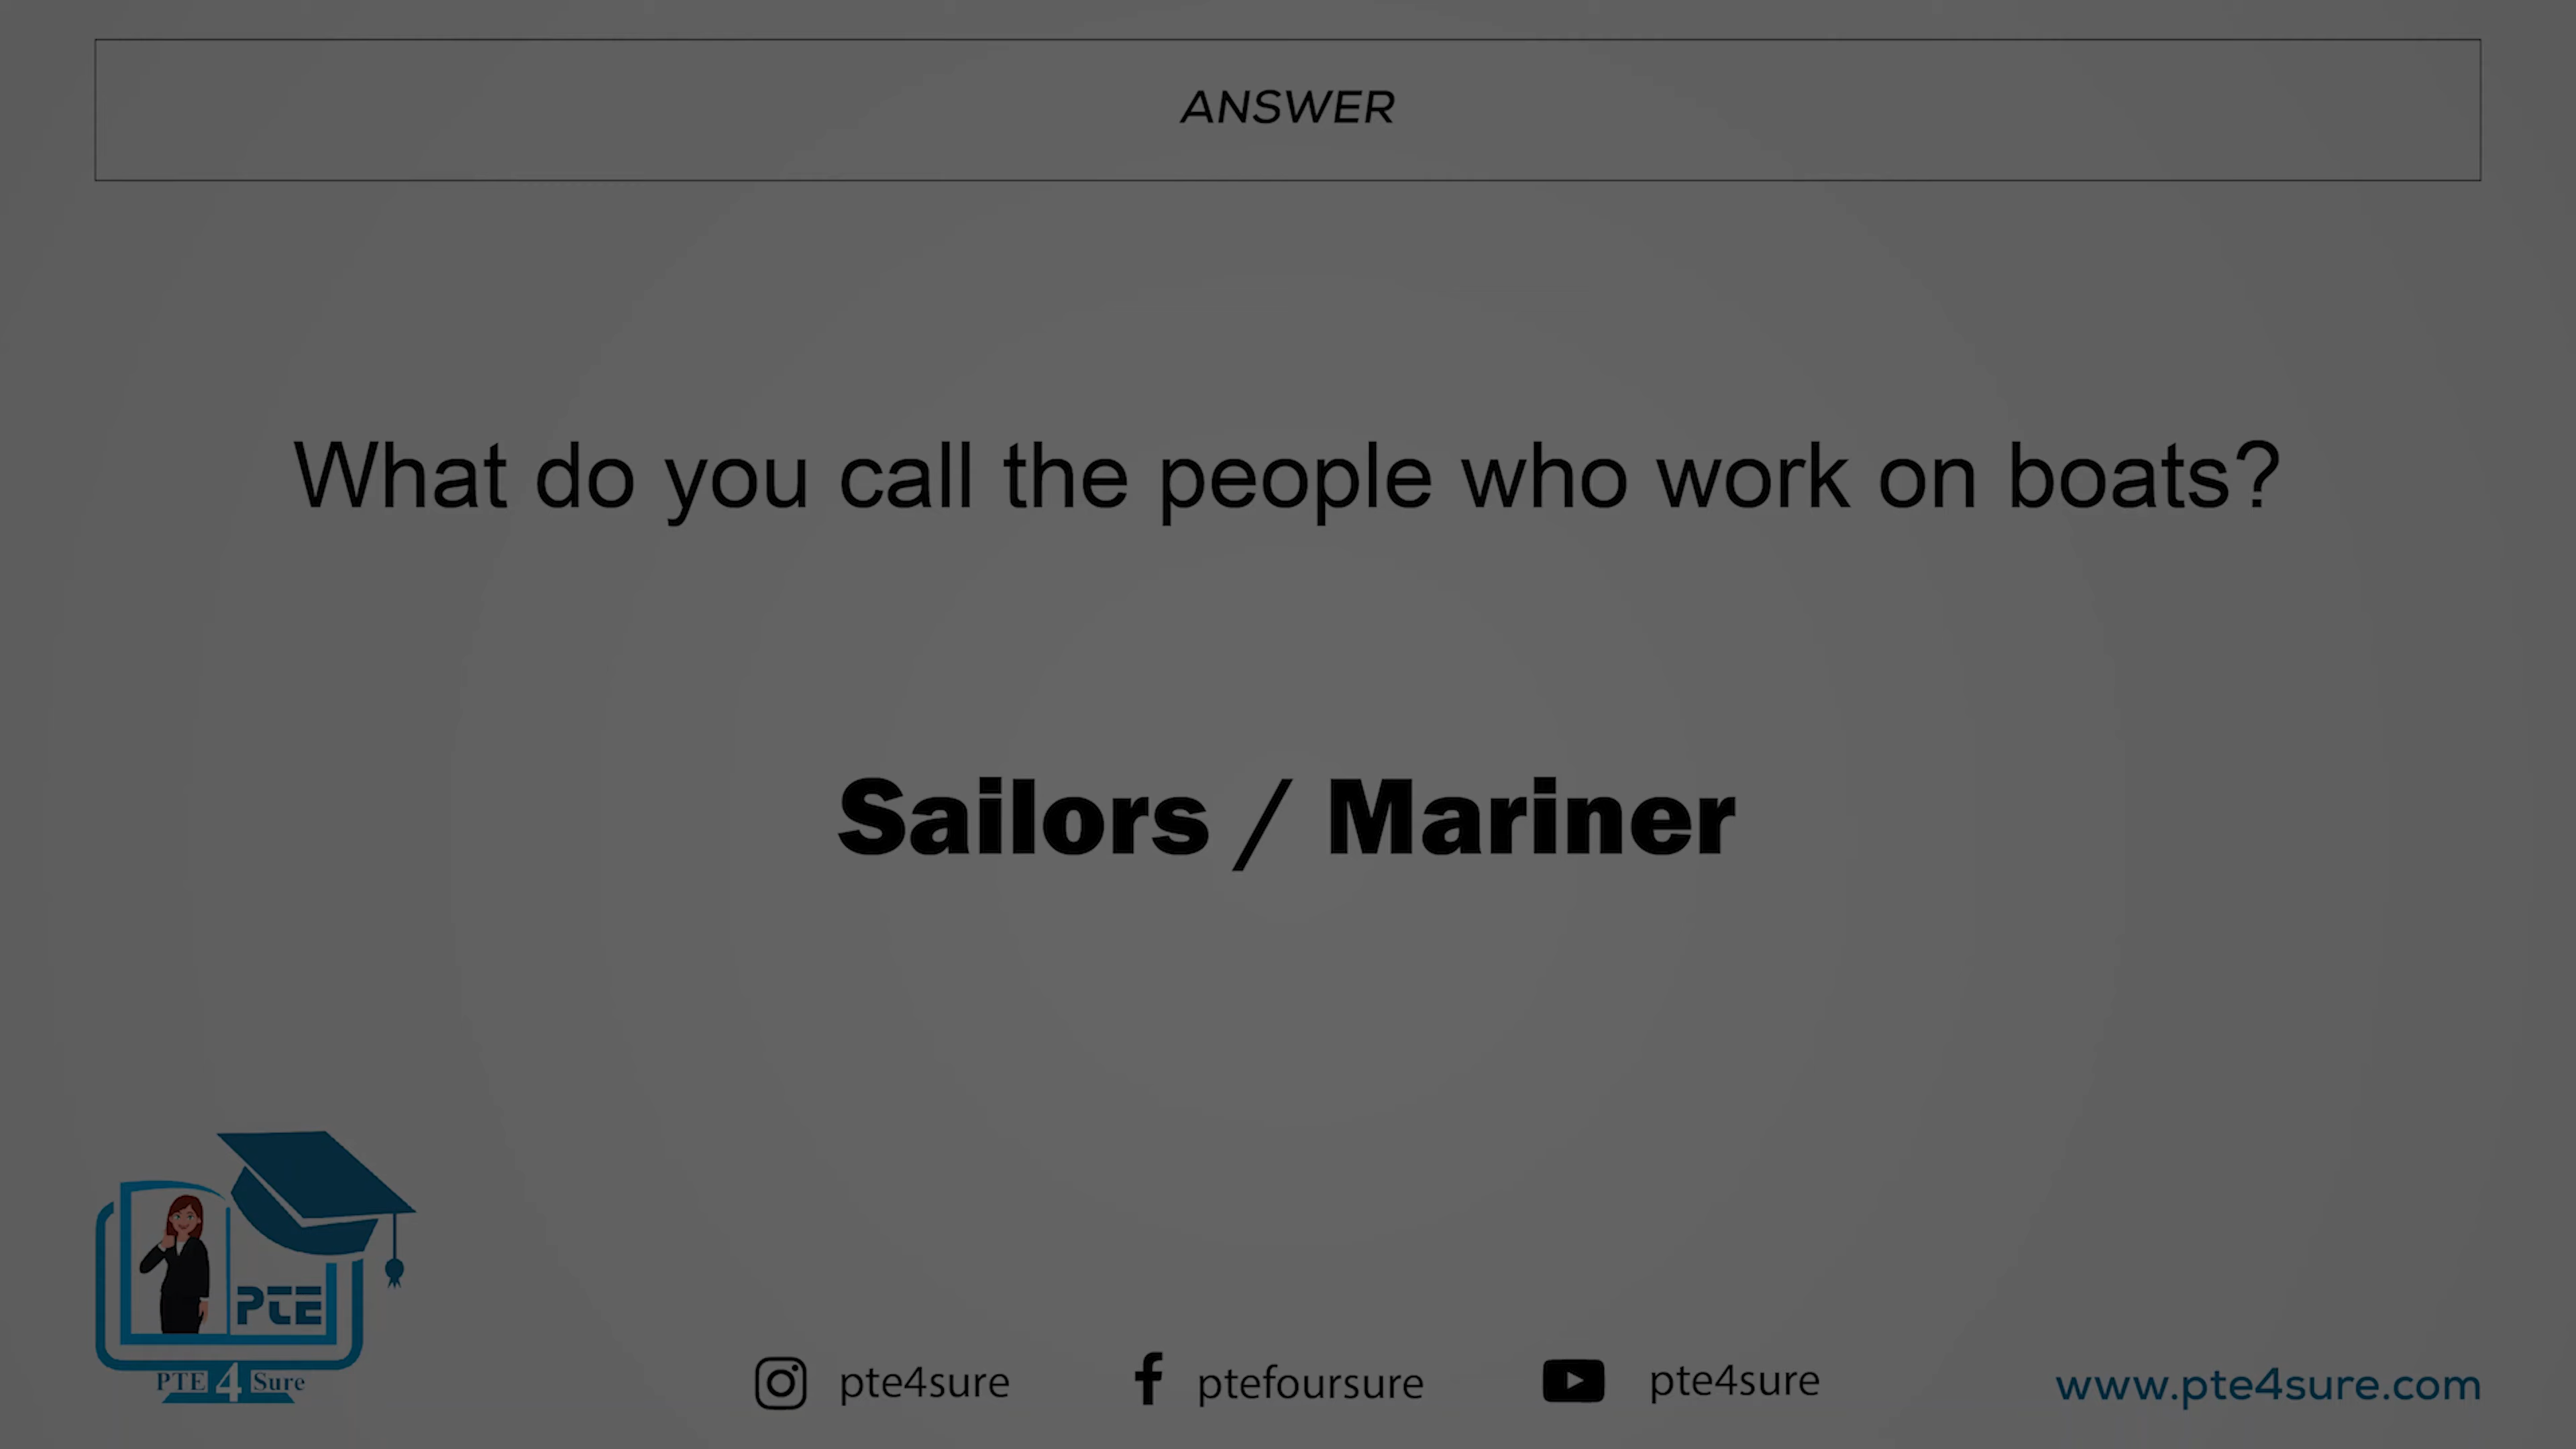 ANSWER
What do you call the people who work on boats?
Sailors / Mariner
PTE
PTE 4 Sure
pte4sure
ptefoursure
pte4sure
www.pte4sure.com